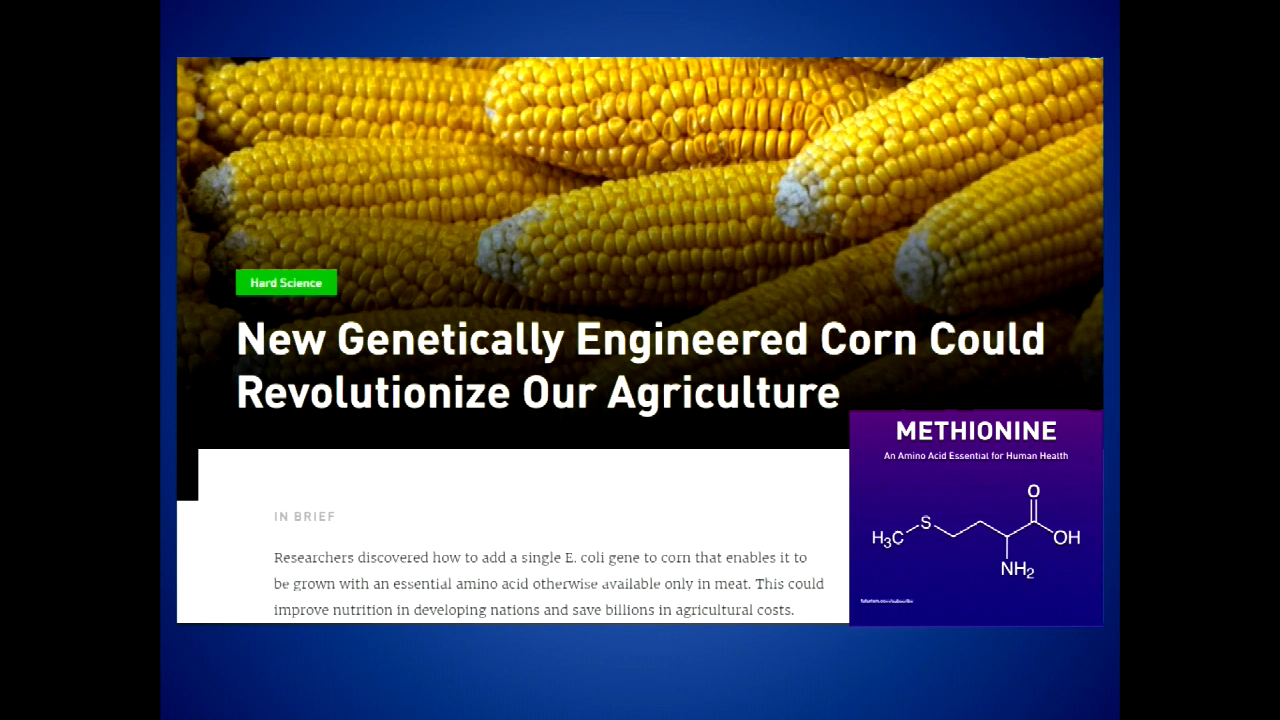 Hard Science
New Genetically Engineered Corn Could
Revolutionize Our Agriculture
METHIONINE
An Amino Acid Essential for Human Health
O
H3C
S
OH
NH2
IN BRIEF
Researchers discovered how to add a single E. coli gene to corn that enables it to
be grown with an essential amino acid otherwise available only in meat. This could
improve nutrition in developing nations and save billions in agricultural costs.